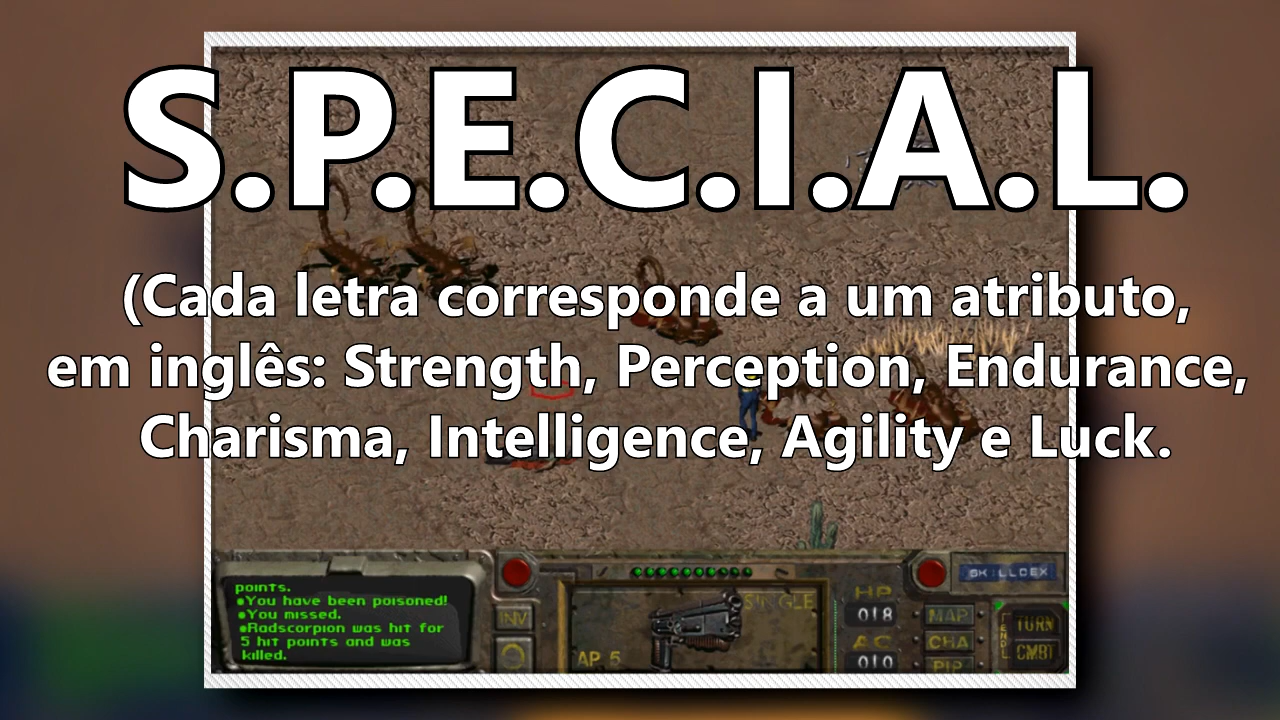 S.P.E.C.I.A.L.
(Cada letra corresponde a um atributo,
em inglês: Strength, Perception, Endurance,
Charisma, Intelligence, Agility e Luck.
points.
•You have been poisoned!
•You missed.
•Radscorpion was hit for
5 hit points and was
killed.
INV
SINGLE
AP 5
HP
018
AC
010
MAP
CHA
PIP
SKILLDEX
TURN
CMBT